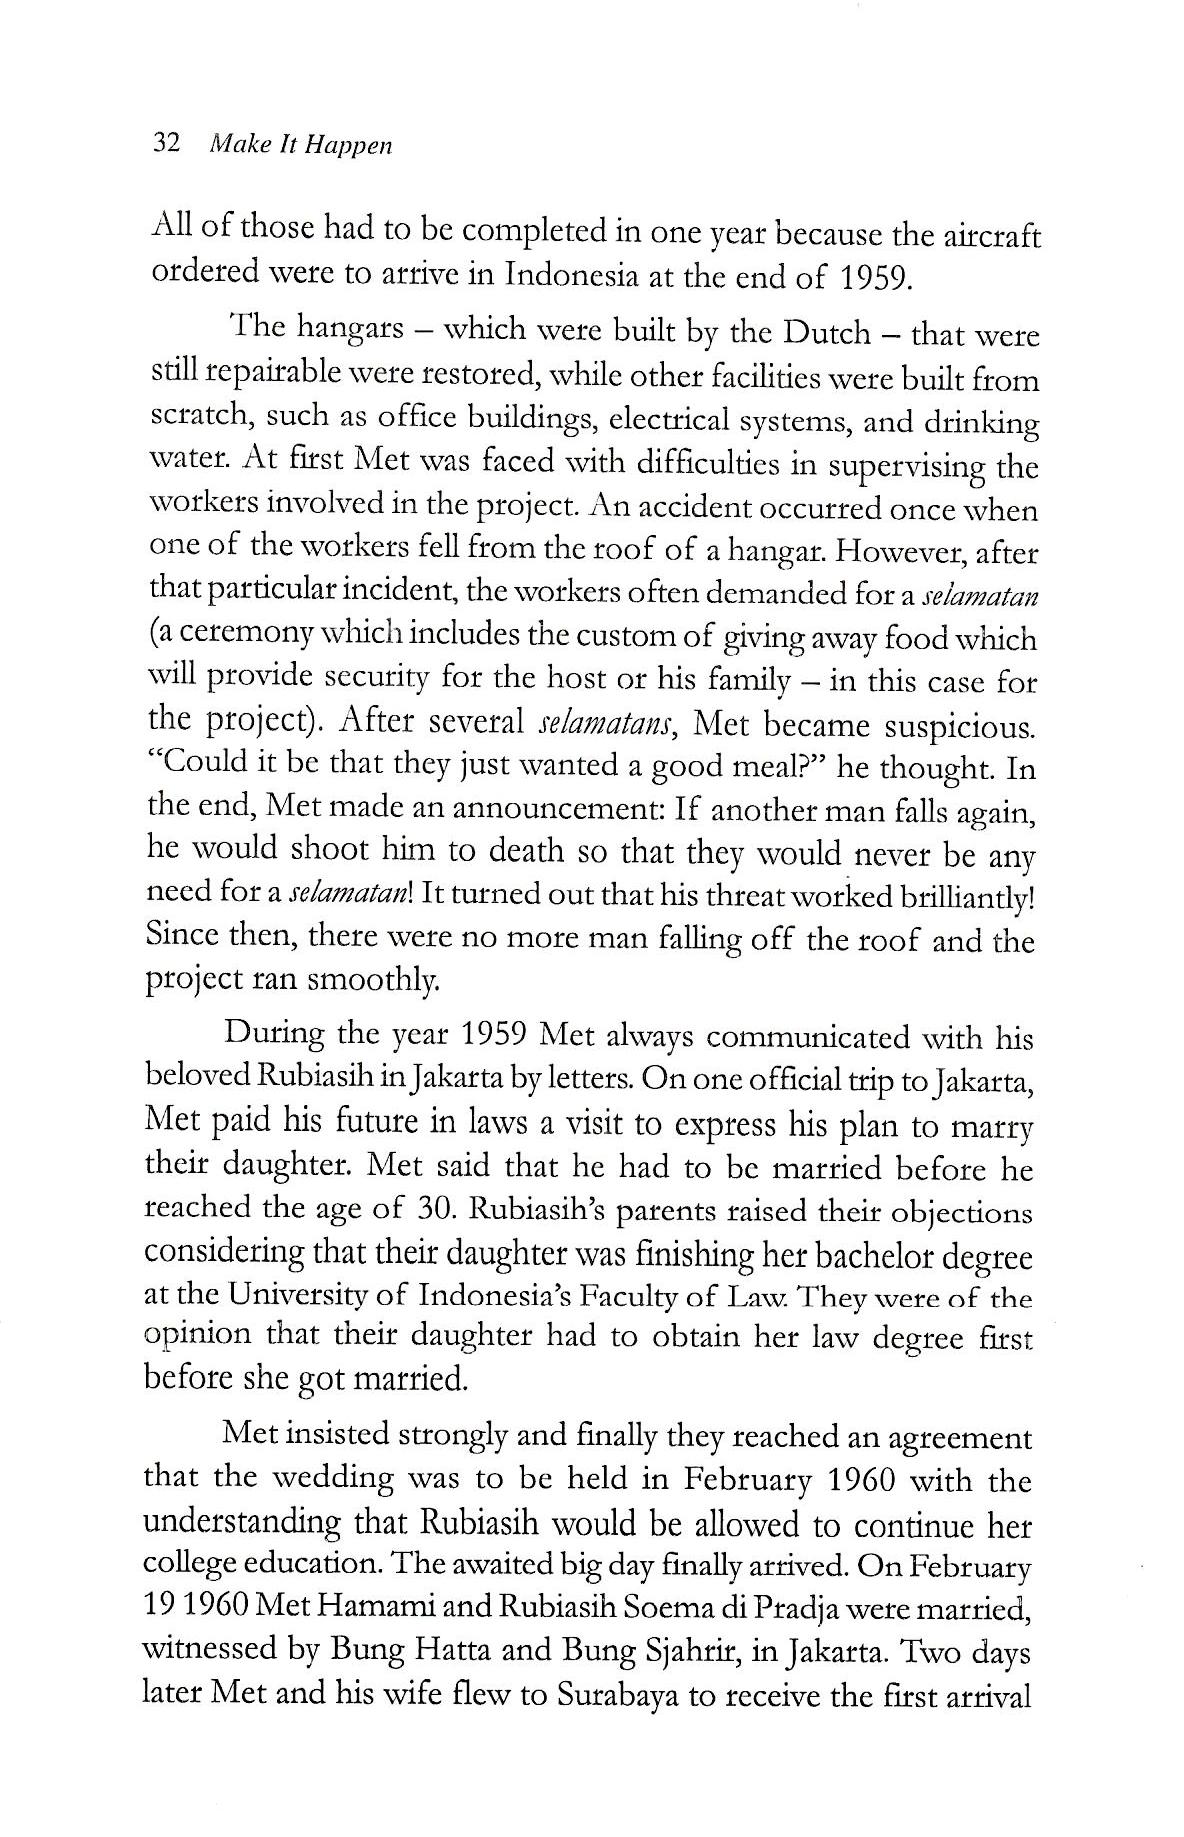 32 Make It Happen
All of those had to be completed in one year because the aircraft
ordered were to arrive in Indonesia at the end of 1959.
The hangars – which were built by the Dutch – that were
still repairable were restored, while other facilities were built from
scratch, such as office buildings, electrical systems, and drinking
water. At first Met was faced with difficulties in supervising the
workers involved in the project. An accident occurred once when
one of the workers fell from the roof of a hangar. However, after
that particular incident, the workers often demanded for a selamatan
(a ceremony which includes the custom of giving away food which
will provide security for the host or his family – in this case for
the project). After several selamatans, Met became suspicious.
“Could it be that they just wanted a good meal?” he thought. In
the end, Met made an announcement: If another man falls again,
he would shoot him to death so that they would never be any
need for a selamatan! It turned out that his threat worked brilliantly!
Since then, there were no more man falling off the roof and the
project ran smoothly.
During the year 1959 Met always communicated with his
beloved Rubiasih in Jakarta by letters. On one official trip to Jakarta,
Met paid his future in laws a visit to express his plan to marry
their daughter. Met said that he had to be married before he
reached the age of 30. Rubiasih’s parents raised their objections
considering that their daughter was finishing her bachelor degree
at the University of Indonesia’s Faculty of Law. They were of the
opinion that their daughter had to obtain her law degree first
before she got married.
Met insisted strongly and finally they reached an agreement
that the wedding was to be held in February 1960 with the
understanding that Rubiasih would be allowed to continue her
college education. The awaited big day finally arrived. On February
19 1960 Met Hamami and Rubiasih Soema di Pradja were married,
witnessed by Bung Hatta and Bung Sjahrir, in Jakarta. Two days
later Met and his wife flew to Surabaya to receive the first arrival